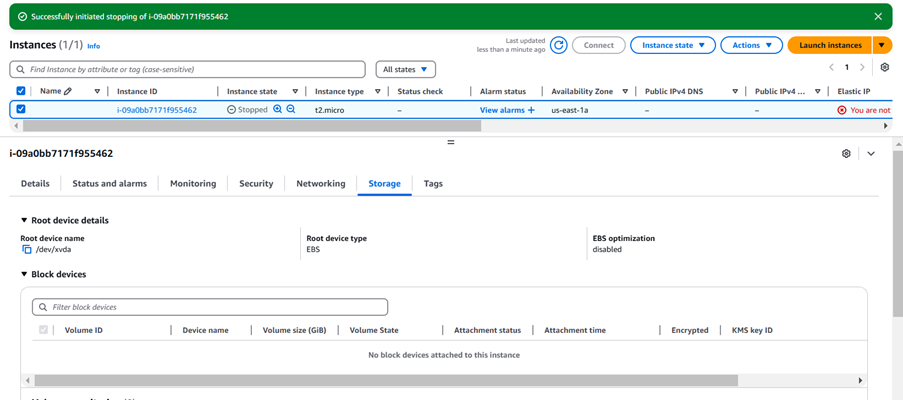 Successfully initiated stopping of i-09a0bb7171f955462
Instances (1/1) Info
Last updated
less than a minute ago
Connect
Instance state
Actions
Launch instances
Find Instance by attribute or tag (case-sensitive)
All states
1
Name Instance ID Instance state Instance type Status check Alarm status Availability Zone Public IPv4 DNS Public IPv4 ... Elastic IP
i-09a0bb7171f955462 Stopped t2.micro – View alarms + us-east-1a – – You are not
i-09a0bb7171f955462
Details Status and alarms Monitoring Security Networking Storage Tags
Root device details
Root device name Root device type EBS optimization
/dev/xvda EBS disabled
Block devices
Filter block devices
Volume ID Device name Volume size (GiB) Volume State Attachment status Attachment time Encrypted KMS key ID
No block devices attached to this instance